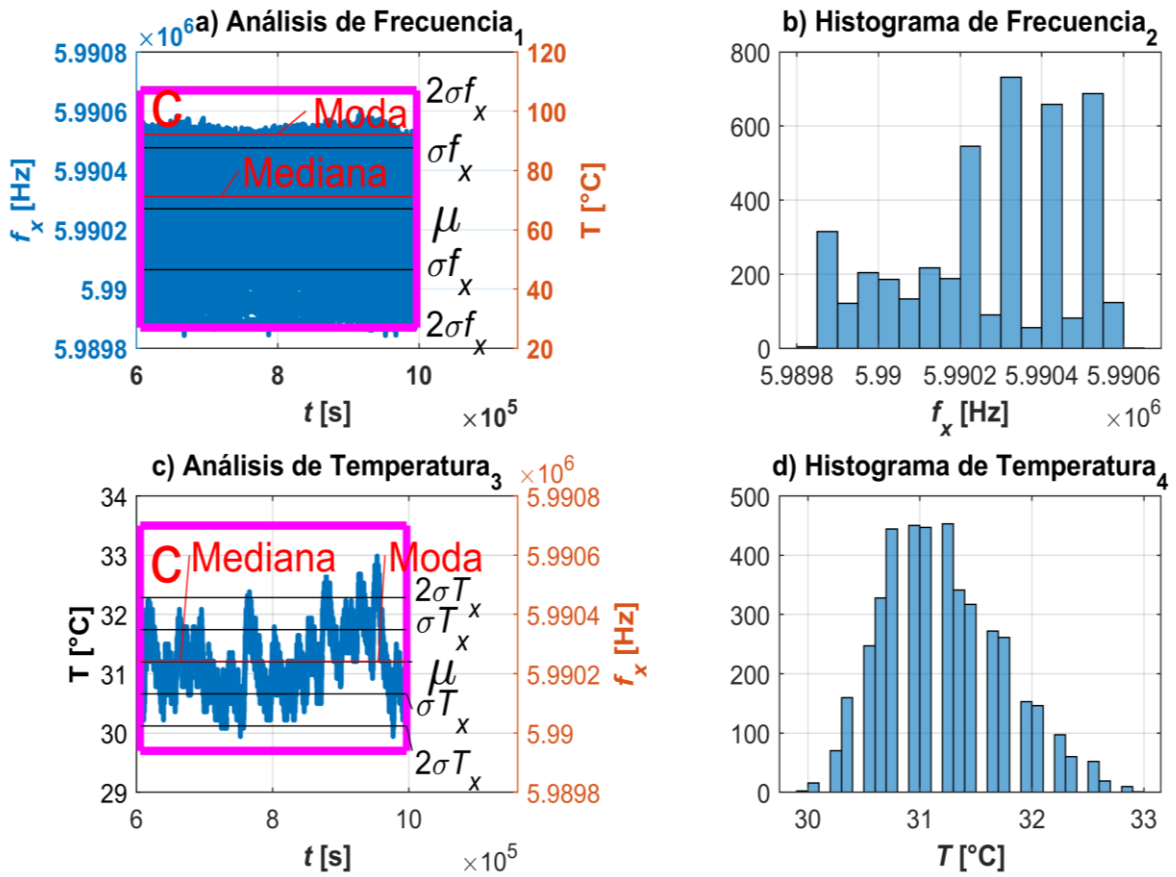 a) Análisis de Frecuencia1
×10^6
5.9908
5.9906
5.9904
5.9902
5.99
5.9898
fx [Hz]
120
100
80
60
40
20
T [°C]
C
Moda
Mediana
2σfx
σfx
μ
σfx
2σfx
6
8
10
×10^5
t [s]
b) Histograma de Frecuencia2
800
600
400
200
0
5.9898
5.99
5.9902
5.9904
5.9906
×10^6
fx [Hz]
c) Análisis de Temperatura3
34
33
32
31
30
29
T [°C]
×10^6
5.9908
5.9906
5.9904
5.9902
5.99
5.9898
fx [Hz]
C
Mediana
Moda
2σTx
σTx
μ
σTx
2σTx
6
8
10
×10^5
t [s]
d) Histograma de Temperatura4
500
400
300
200
100
0
30
31
32
33
T [°C]